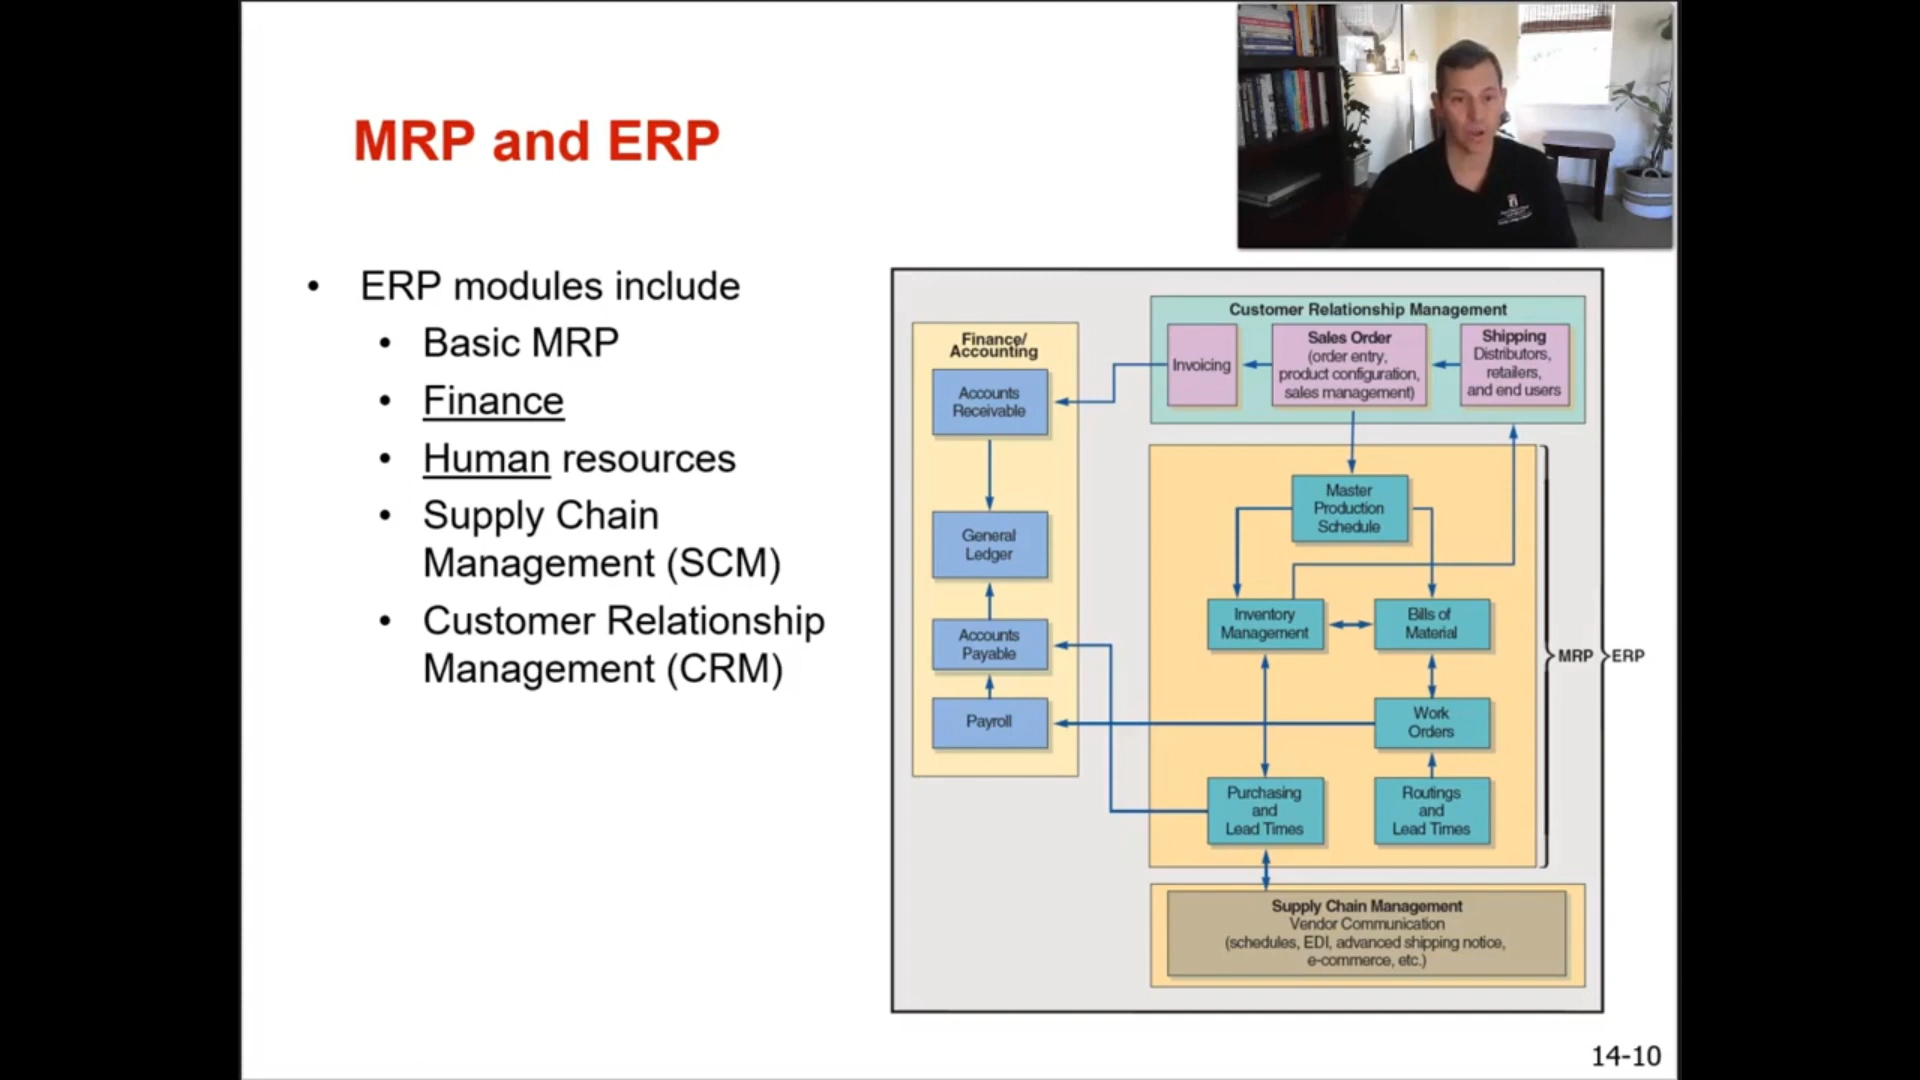 MRP and ERP
• ERP modules include
• Basic MRP
• Finance
• Human resources
• Supply Chain
Management (SCM)
• Customer Relationship
Management (CRM)
Finance/
Accounting
Accounts
Receivable
General
Ledger
Accounts
Payable
Payroll
Customer Relationship Management
Invoicing
Sales Order
(order entry,
product configuration,
sales management)
Shipping
Distributors,
retailers,
and end users
Master
Production
Schedule
Inventory
Management
Bills of
Material
Work
Orders
Purchasing
and
Lead Times
Routings
and
Lead Times
MRP
ERP
Supply Chain Management
Vendor Communication
(schedules, EDI, advanced shipping notice,
e-commerce, etc.)
14-10